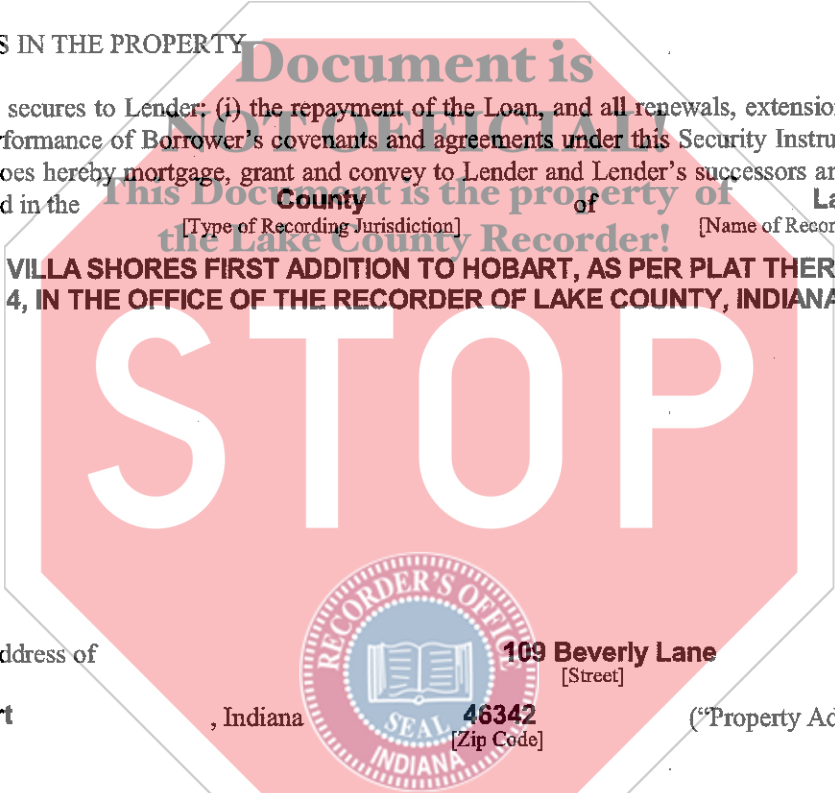 S IN THE PROPERTY
Document is
secures to Lender: (i) the repayment of the Loan, and all renewals, extensio
NOT OFFICIAL!
rformance of Borrower's covenants and agreements under this Security Instru
oes hereby mortgage, grant and convey to Lender and Lender's successors an
This Document is the property of
d in the County of La
[Type of Recording Jurisdiction] [Name of Recor
the Lake County Recorder!
VILLA SHORES FIRST ADDITION TO HOBART, AS PER PLAT THER
4, IN THE OFFICE OF THE RECORDER OF LAKE COUNTY, INDIANA
STOP
RECORDER'S OFFICE
ddress of 109 Beverly Lane
[Street]
rt , Indiana 46342 ("Property Ad
SEAL
[Zip Code]
INDIANA